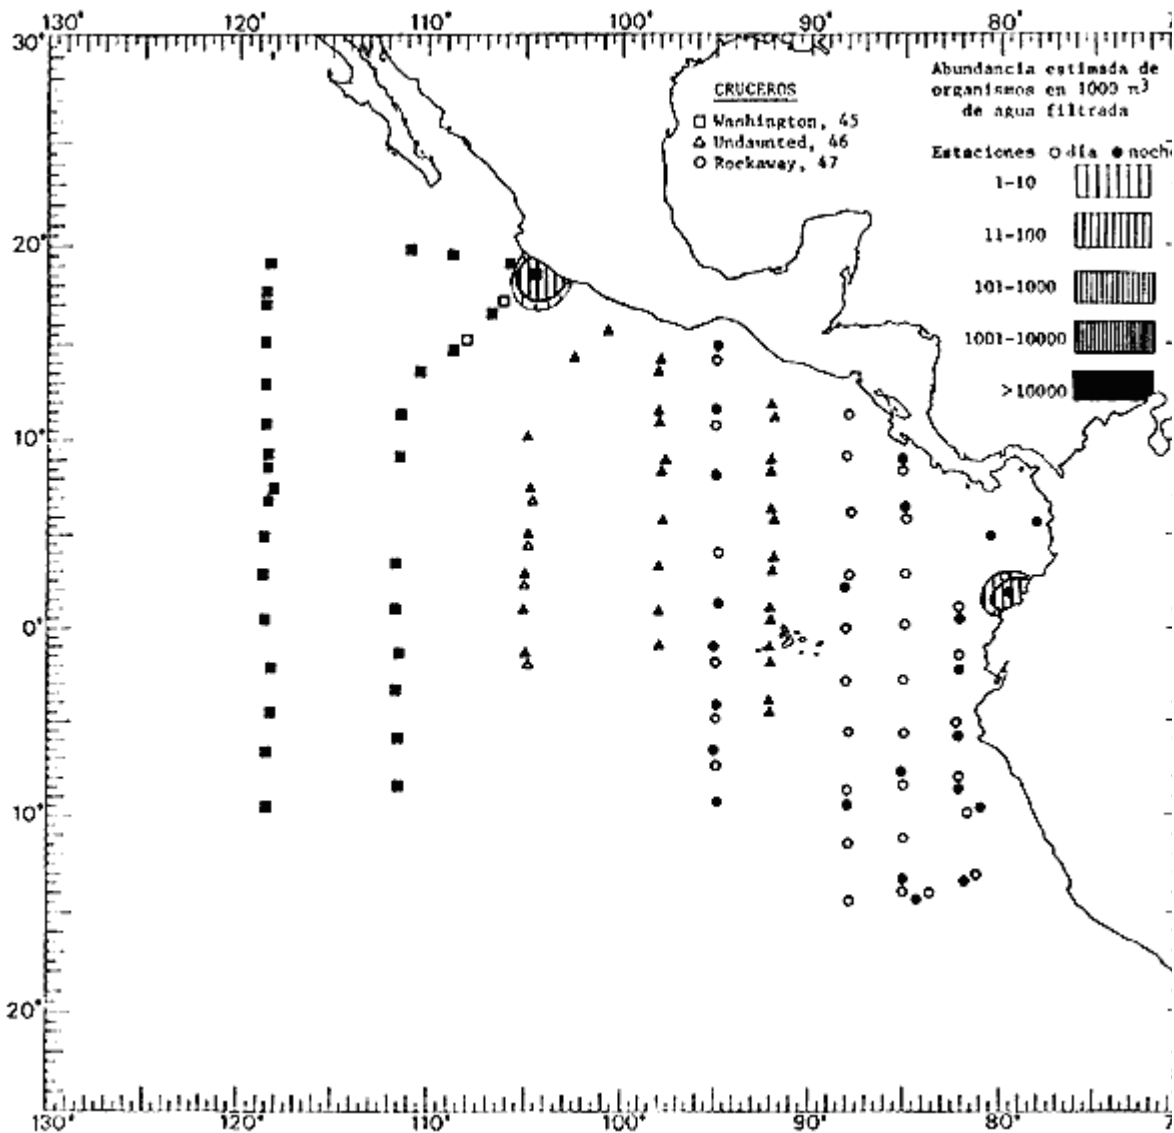 130° 120° 110° 100° 90° 80°
30°
20°
10°
0°
10°
20°
CRUCEROS
□ Washington, 45
△ Undaunted, 46
○ Rockaway, 47
Abundancia estimada de
organismos en 1000 m³
de agua filtrada
Estaciones ○ día ● noche
1-10
11-100
101-1000
1001-10000
>10000
130° 120° 110° 100° 90° 80°